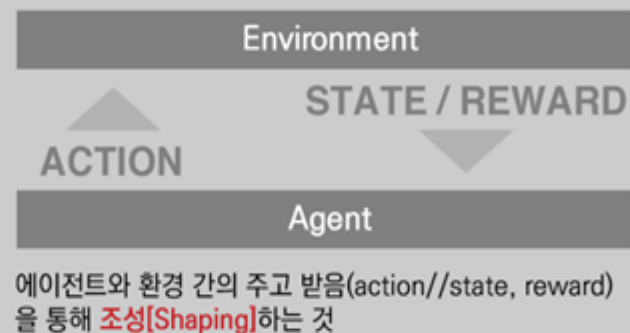 Environment
STATE / REWARD
ACTION
Agent
에이전트와 환경 간의 주고 받음(action//state, reward)
을 통해 조성[Shaping]하는 것